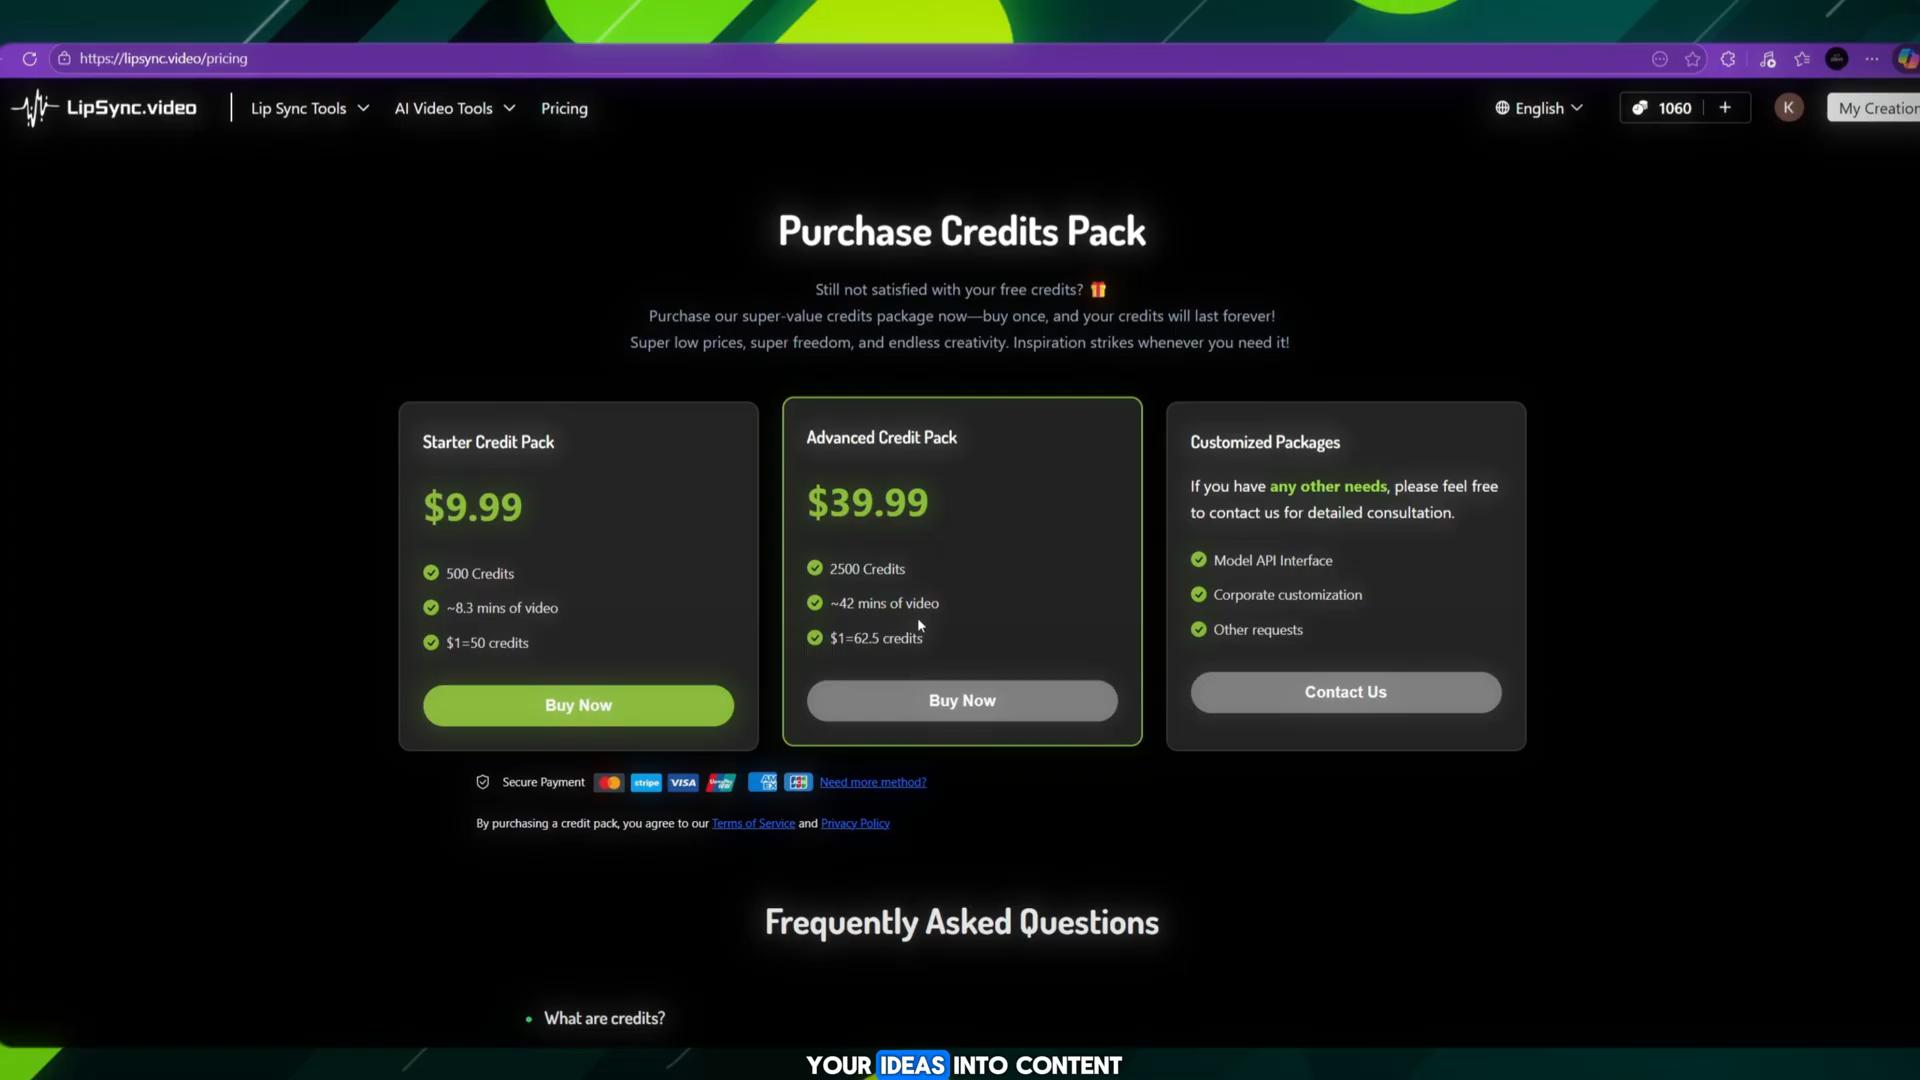 https://lipsync.video/pricing
LipSync.video
Lip Sync Tools
AI Video Tools
Pricing
English
1060
+
K
My Creation
Purchase Credits Pack
Still not satisfied with your free credits?
Purchase our super-value credits package now—buy once, and your credits will last forever!
Super low prices, super freedom, and endless creativity. Inspiration strikes whenever you need it!
Starter Credit Pack
$9.99
500 Credits
~8.3 mins of video
$1=50 credits
Buy Now
Advanced Credit Pack
$39.99
2500 Credits
~42 mins of video
$1=62.5 credits
Buy Now
Customized Packages
If you have any other needs, please feel free
to contact us for detailed consultation.
Model API Interface
Corporate customization
Other requests
Contact Us
Secure Payment
stripe
VISA
UnionPay
AM EX
JCB
Need more method?
By purchasing a credit pack, you agree to our Terms of Service and Privacy Policy
Frequently Asked Questions
What are credits?
YOUR IDEAS INTO CONTENT